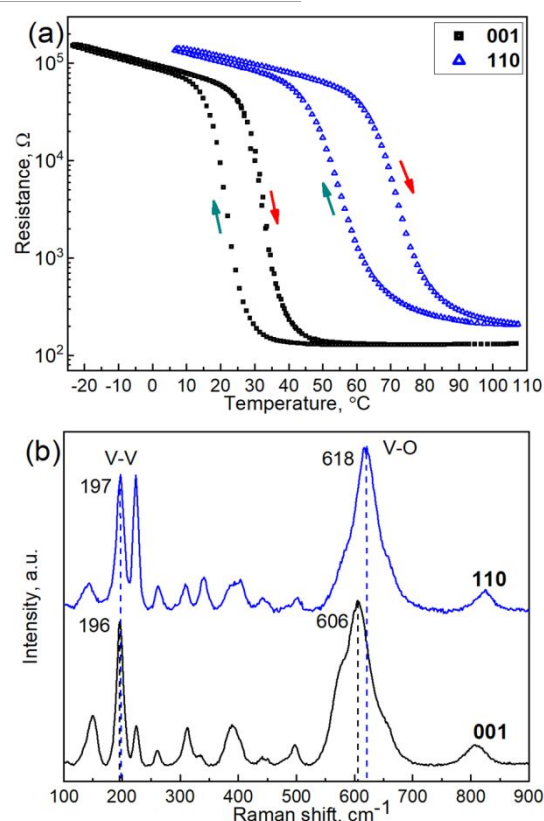 (a)
001
110
Resistance, Ω
10⁵
10⁴
10³
10²
-20 -10 0 10 20 30 40 50 60 70 80 90 100 110
Temperature, °C
(b)
V-V
618
V-O
197
110
196
606
001
Intensity, a.u.
100 200 300 400 500 600 700 800 900
Raman shift, cm⁻¹